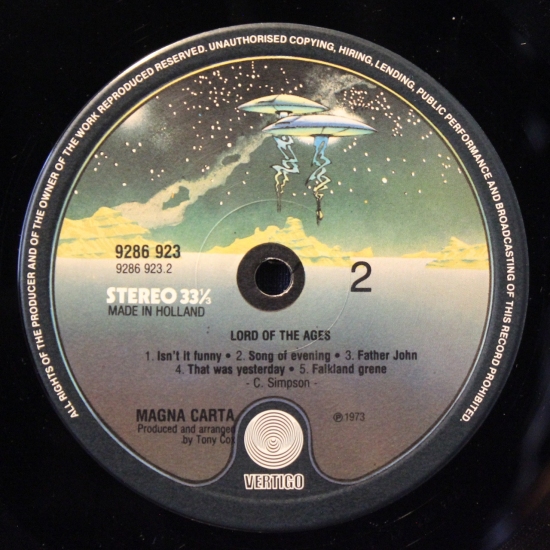 ALL RIGHTS OF THE PRODUCER AND OF THE OWNER OF THE WORK REPRODUCED RESERVED. UNAUTHORISED COPYING, HIRING, LENDING, PUBLIC PERFORMANCE AND BROADCASTING OF THIS RECORD PROHIBITED.
9286 923
9286 923.2
2
STEREO 33⅓
MADE IN HOLLAND
LORD OF THE AGES
1. Isn't it funny • 2. Song of evening • 3. Father John
4. That was yesterday • 5. Falkland grene
- C. Simpson -
MAGNA CARTA
℗1973
Produced and arranged
by Tony Cox
VERTIGO